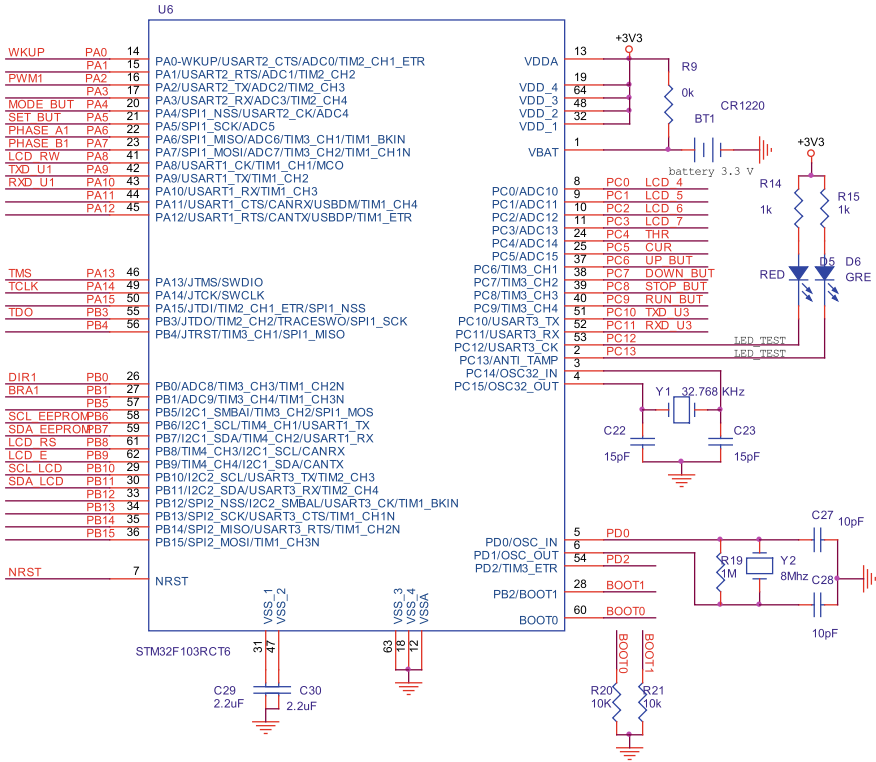 U6
WKUP PA0 14 PA0-WKUP/USART2_CTS/ADC0/TIM2_CH1_ETR
PA1 15 PA1/USART2_RTS/ADC1/TIM2_CH2
PWM1 PA2 16 PA2/USART2_TX/ADC2/TIM2_CH3
PA3 17 PA3/USART2_RX/ADC3/TIM2_CH4
MODE_BUT PA4 20 PA4/SPI1_NSS/USART2_CK/ADC4
SET_BUT PA5 21 PA5/SPI1_SCK/ADC5
PHASE_A1 PA6 22 PA6/SPI1_MISO/ADC6/TIM3_CH1/TIM1_BKIN
PHASE_B1 PA7 23 PA7/SPI1_MOSI/ADC7/TIM3_CH2/TIM1_CH1N
LCD_RW PA8 41 PA8/USART1_CK/TIM1_CH1/MCO
TXD_U1 PA9 42 PA9/USART1_TX/TIM1_CH2
RXD_U1 PA10 43 PA10/USART1_RX/TIM1_CH3
PA11 44 PA11/USART1_CTS/CANRX/USBDM/TIM1_CH4
PA12 45 PA12/USART1_RTS/CANTX/USBDP/TIM1_ETR
TMS PA13 46 PA13/JTMS/SWDIO
TCLK PA14 49 PA14/JTCK/SWCLK
PA15 50 PA15/JTDI/TIM2_CH1_ETR/SPI1_NSS
TDO PB3 55 PB3/JTDO/TIM2_CH2/TRACESWO/SPI1_SCK
PB4 56 PB4/JTRST/TIM3_CH1/SPI1_MISO
DIR1 PB0 26 PB0/ADC8/TIM3_CH3/TIM1_CH2N
BRA1 PB1 27 PB1/ADC9/TIM3_CH4/TIM1_CH3N
PB5 57 PB5/I2C1_SMBAI/TIM3_CH2/SPI1_MOS
SCL_EEPROM PB6 58 PB6/I2C1_SCL/TIM4_CH1/USART1_TX
SDA_EEPROM PB7 59 PB7/I2C1_SDA/TIM4_CH2/USART1_RX
LCD_RS PB8 61 PB8/TIM4_CH3/I2C1_SCL/CANRX
LCD_E PB9 62 PB9/TIM4_CH4/I2C1_SDA/CANTX
SCL_LCD PB10 29 PB10/I2C2_SCL/USART3_TX/TIM2_CH3
SDA_LCD PB11 30 PB11/I2C2_SDA/USART3_RX/TIM2_CH4
PB12 33 PB12/SPI2_NSS/I2C2_SMBAL/USART3_CK/TIM1_BKIN
PB13 34 PB13/SPI2_SCK/USART3_CTS/TIM1_CH1N
PB14 35 PB14/SPI2_MISO/USART3_RTS/TIM1_CH2N
PB15 36 PB15/SPI2_MOSI/TIM1_CH3N
NRST 7 NRST
VSS_1 31
VSS_2 47
VSS_3 63
VSS_4 18
VSSA 12
STM32F103RCT6
C29 2.2uF
C30 2.2uF
+3V3
VDDA 13
VDD_4 19
VDD_3 64
VDD_2 48
VDD_1 32
VBAT 1
R9
0k
BT1
CR1220
battery 3.3 V
PC0/ADC10 8 PC0 LCD_4
PC1/ADC11 9 PC1 LCD_5
PC2/ADC12 10 PC2 LCD_6
PC3/ADC13 11 PC3 LCD_7
PC4/ADC14 24 PC4 THR
PC5/ADC15 25 PC5 CUR
PC6/TIM3_CH1 37 PC6 UP_BUT
PC7/TIM3_CH2 38 PC7 DOWN_BUT
PC8/TIM3_CH3 39 PC8 STOP_BUT
PC9/TIM3_CH4 40 PC9 RUN_BUT
PC10/USART3_TX 51 PC10 TXD_U3
PC11/USART3_RX 52 PC11 RXD_U3
PC12/USART3_CK 53 PC12 LED_TEST
PC13/ANTI_TAMP 2 PC13 LED_TEST
PC14/OSC32_IN 3
PC15/OSC32_OUT 4
+3V3
R14 1k
R15 1k
RED D5
D6 GRE
Y1 32.768 KHz
C22 15pF
C23 15pF
PD0/OSC_IN 5 PD0
PD1/OSC_OUT 6
PD2/TIM3_ETR 54 PD2
PB2/BOOT1 28 BOOT1
BOOT0 60 BOOT0
R19 1M
Y2 8Mhz
C27 10pF
C28 10pF
BOOT0 R20 10K
BOOT1 R21 10k